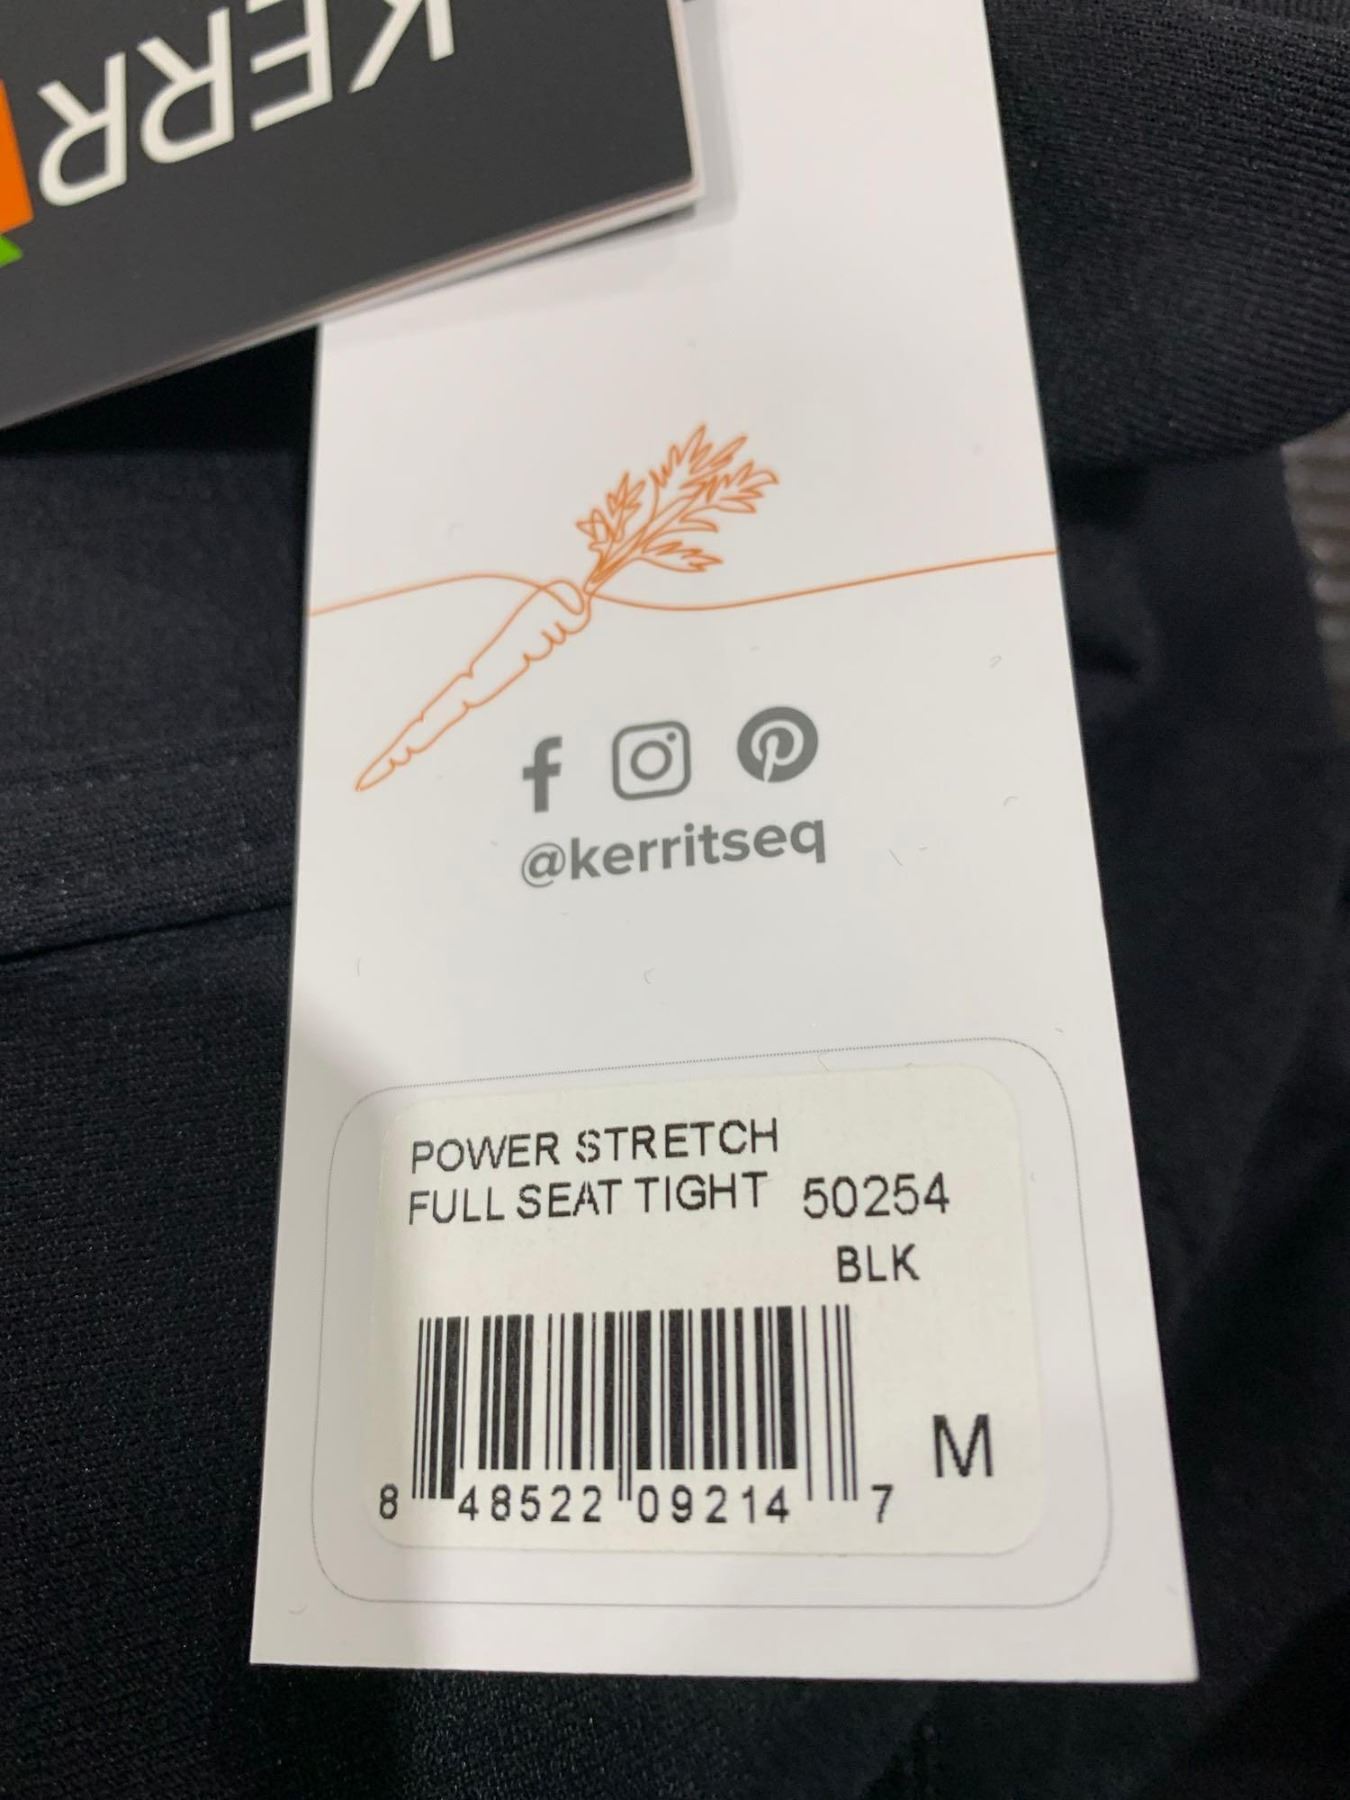 KERR
@kerritseq
POWER STRETCH
FULL SEAT TIGHT 50254
BLK
M
8 48522 09214 7